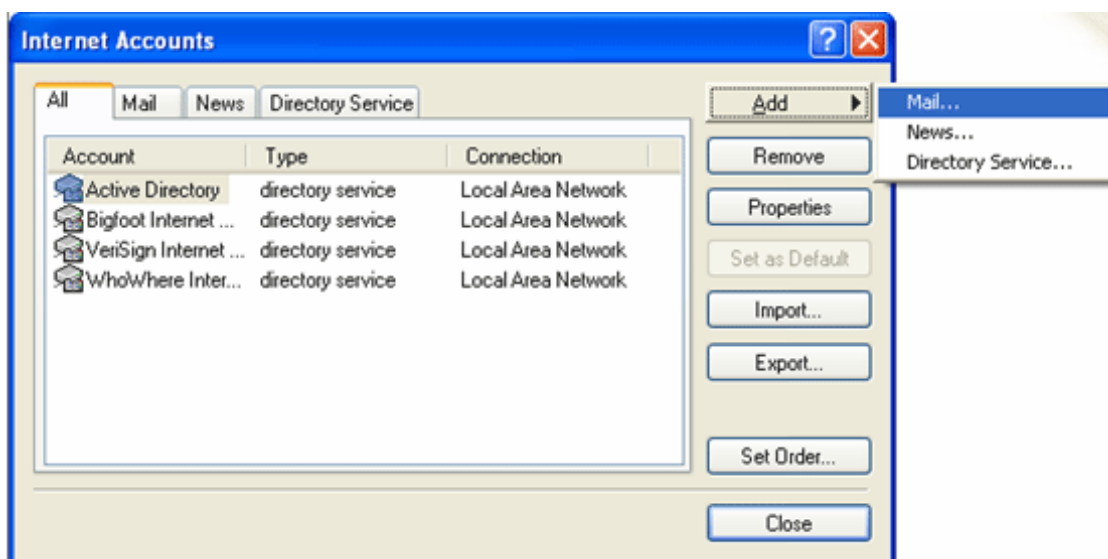 Internet Accounts
All Mail News Directory Service
Add Mail...
News...
Account Type Connection Remove Directory Service...
Active Directory directory service Local Area Network
Bigfoot Internet ... directory service Local Area Network Properties
VeriSign Internet ... directory service Local Area Network Set as Default
WhoWhere Inter... directory service Local Area Network
Import...
Export...
Set Order...
Close